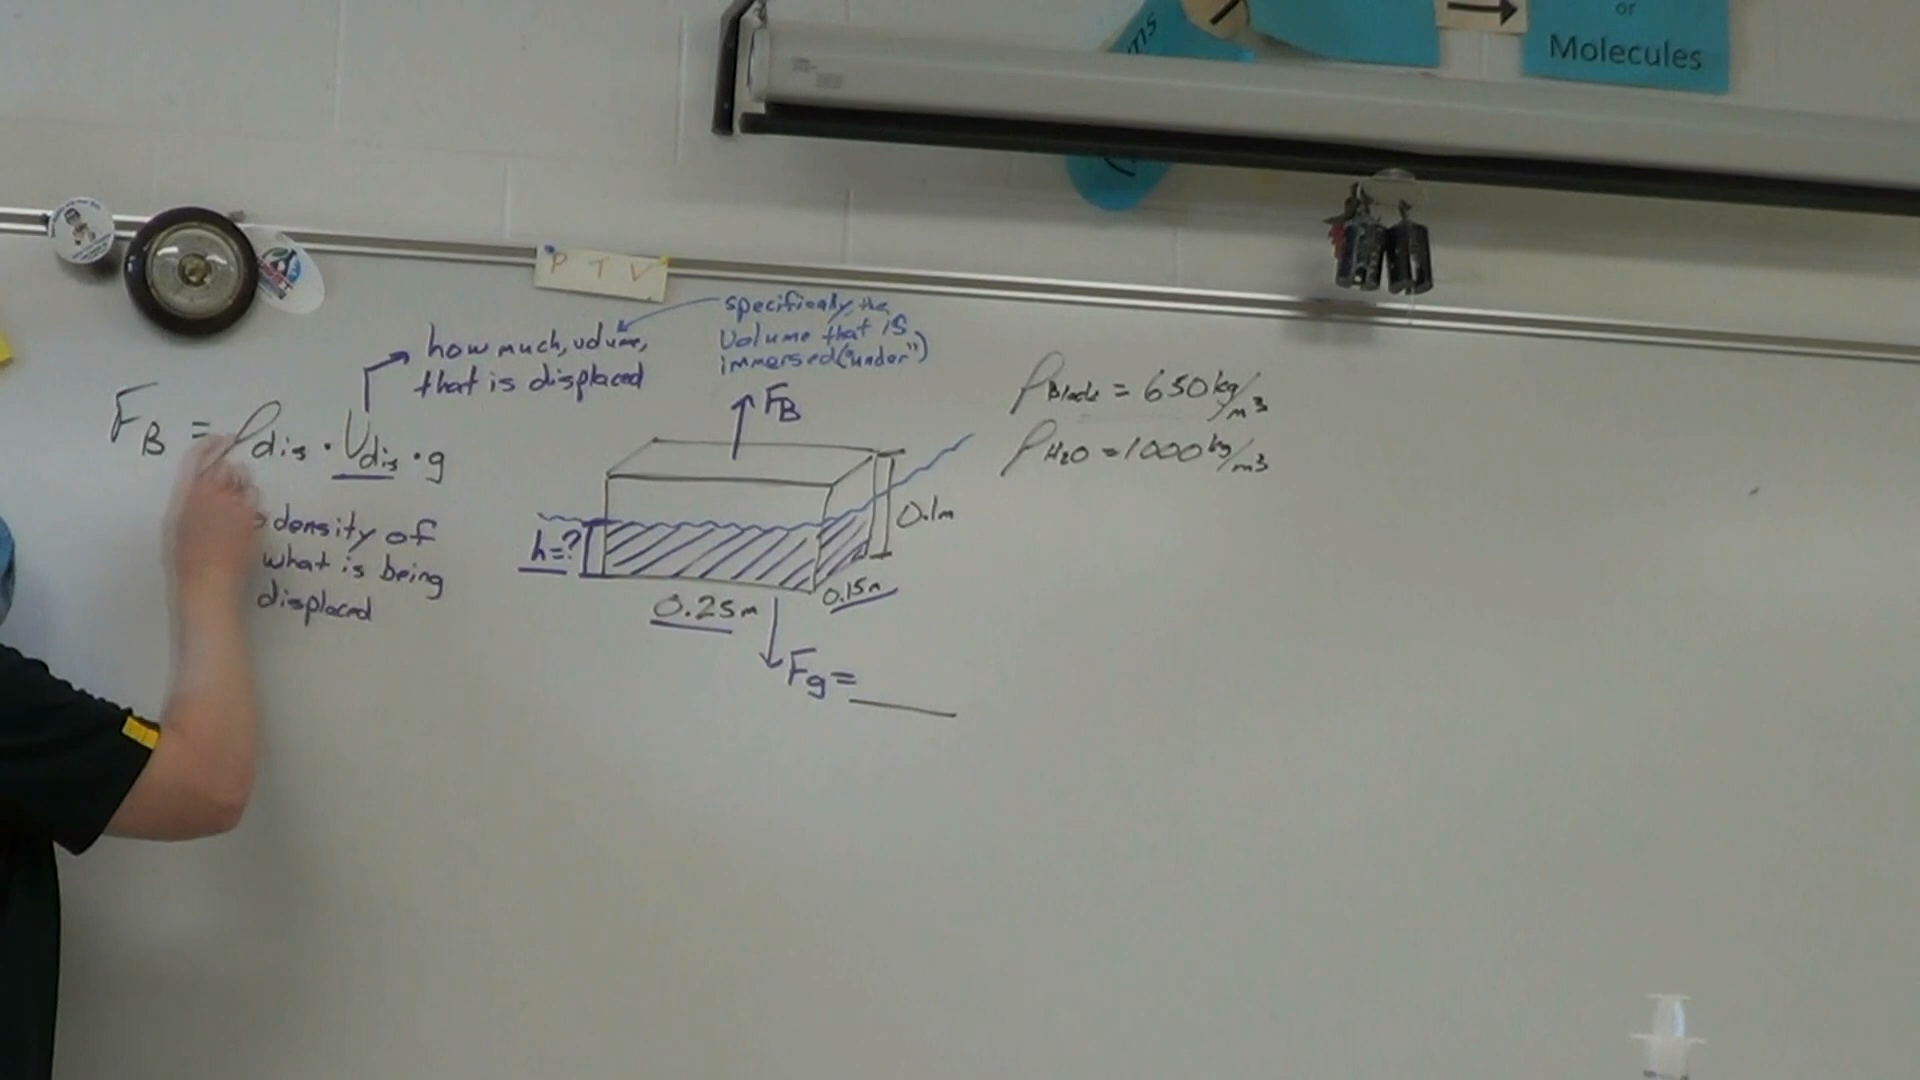 or
Molecules
P T V
specifically, the
volume that is
immersed ("under")
how much, volume,
that is displaced
F_B = ρ_dis · V_dis · g
density of
what is being
displaced
F_B
ρ_Block = 650 kg/m³
ρ_H₂O = 1000 kg/m³
0.1m
h=?
0.15m
0.25m
Fg=